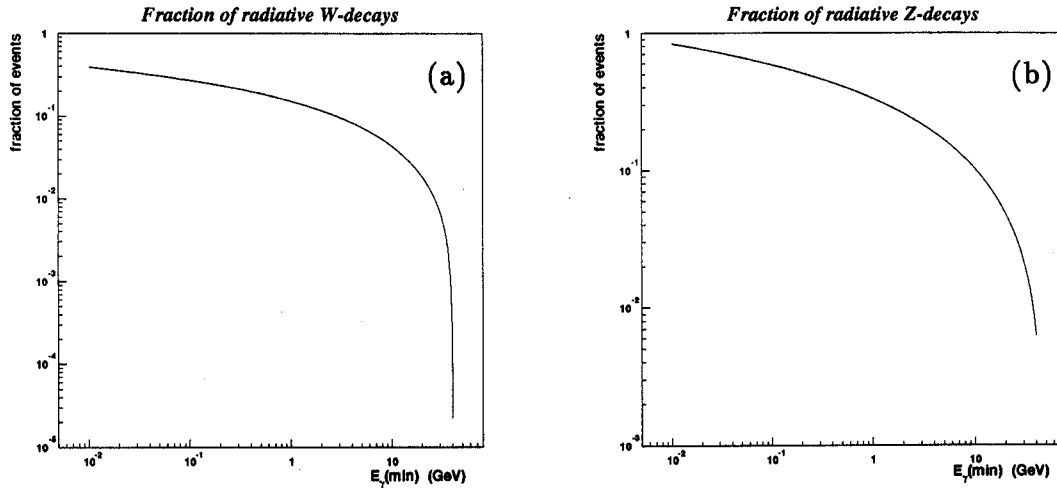 Fraction of radiative W-decays
fraction of events
(a)
1
10⁻¹
10⁻²
10⁻³
10⁻⁴
10⁻⁵
10⁻² 10⁻¹ 1 10
Eγ(min) (GeV)
Fraction of radiative Z-decays
fraction of events
(b)
1
10⁻¹
10⁻²
10⁻³
10⁻² 10⁻¹ 1 10
Eγ(min) (GeV)